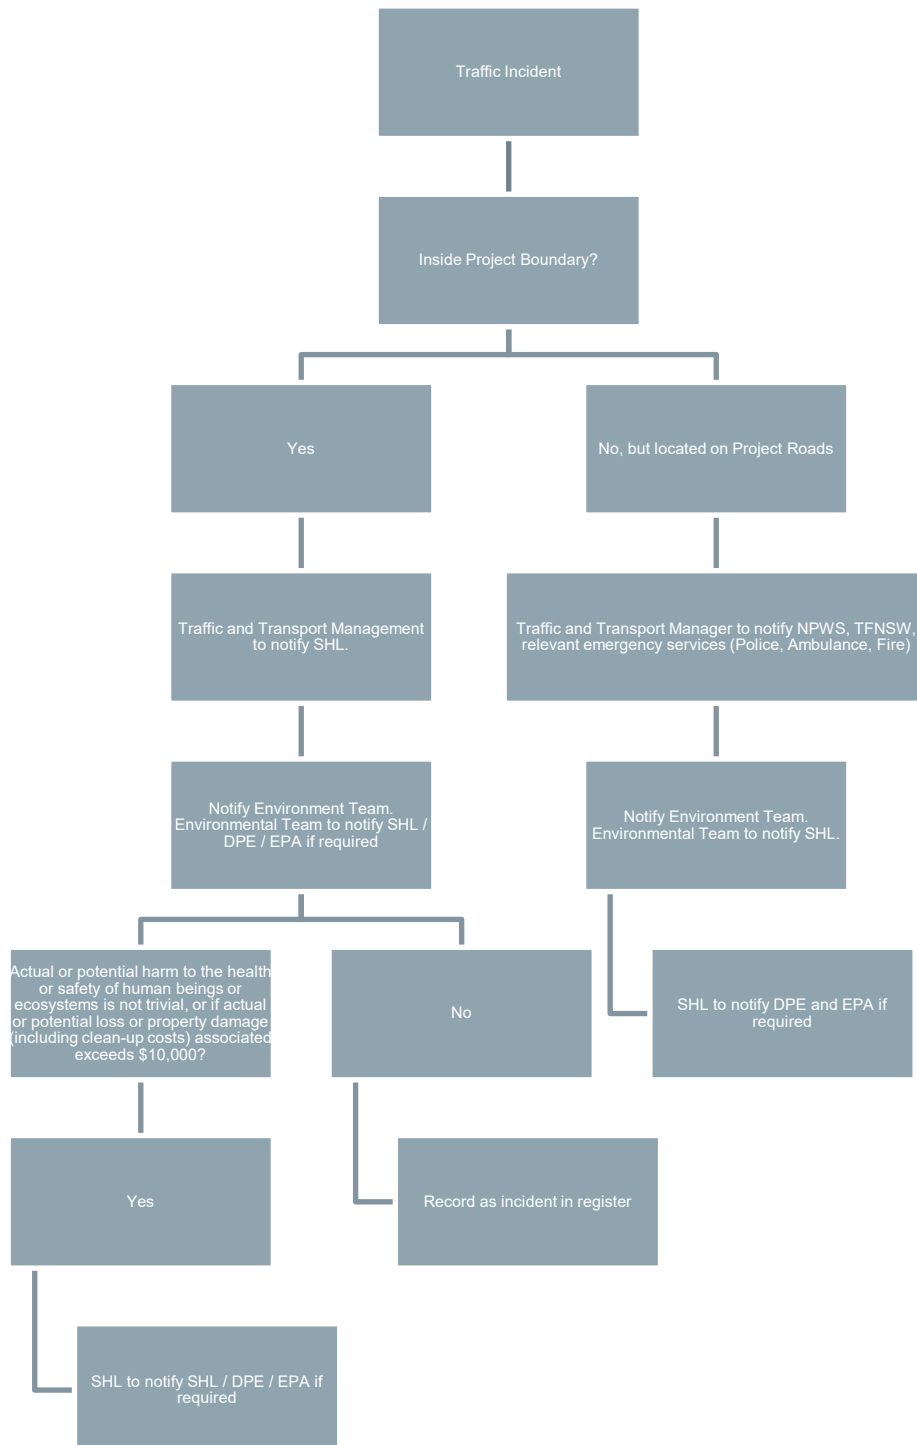 Traffic Incident
Inside Project Boundary?
Yes
No, but located on Project Roads
Traffic and Transport Management
to notify SHL.
Traffic and Transport Manager to notify NPWS, TFNSW,
relevant emergency services (Police, Ambulance, Fire)
Notify Environment Team.
Environmental Team to notify SHL /
DPE / EPA if required
Notify Environment Team.
Environmental Team to notify SHL.
Actual or potential harm to the health
or safety of human beings or
ecosystems is not trivial, or if actual
or potential loss or property damage
(including clean-up costs) associated
exceeds $10,000?
No
SHL to notify DPE and EPA if
required
Yes
Record as incident in register
SHL to notify SHL / DPE / EPA if
required